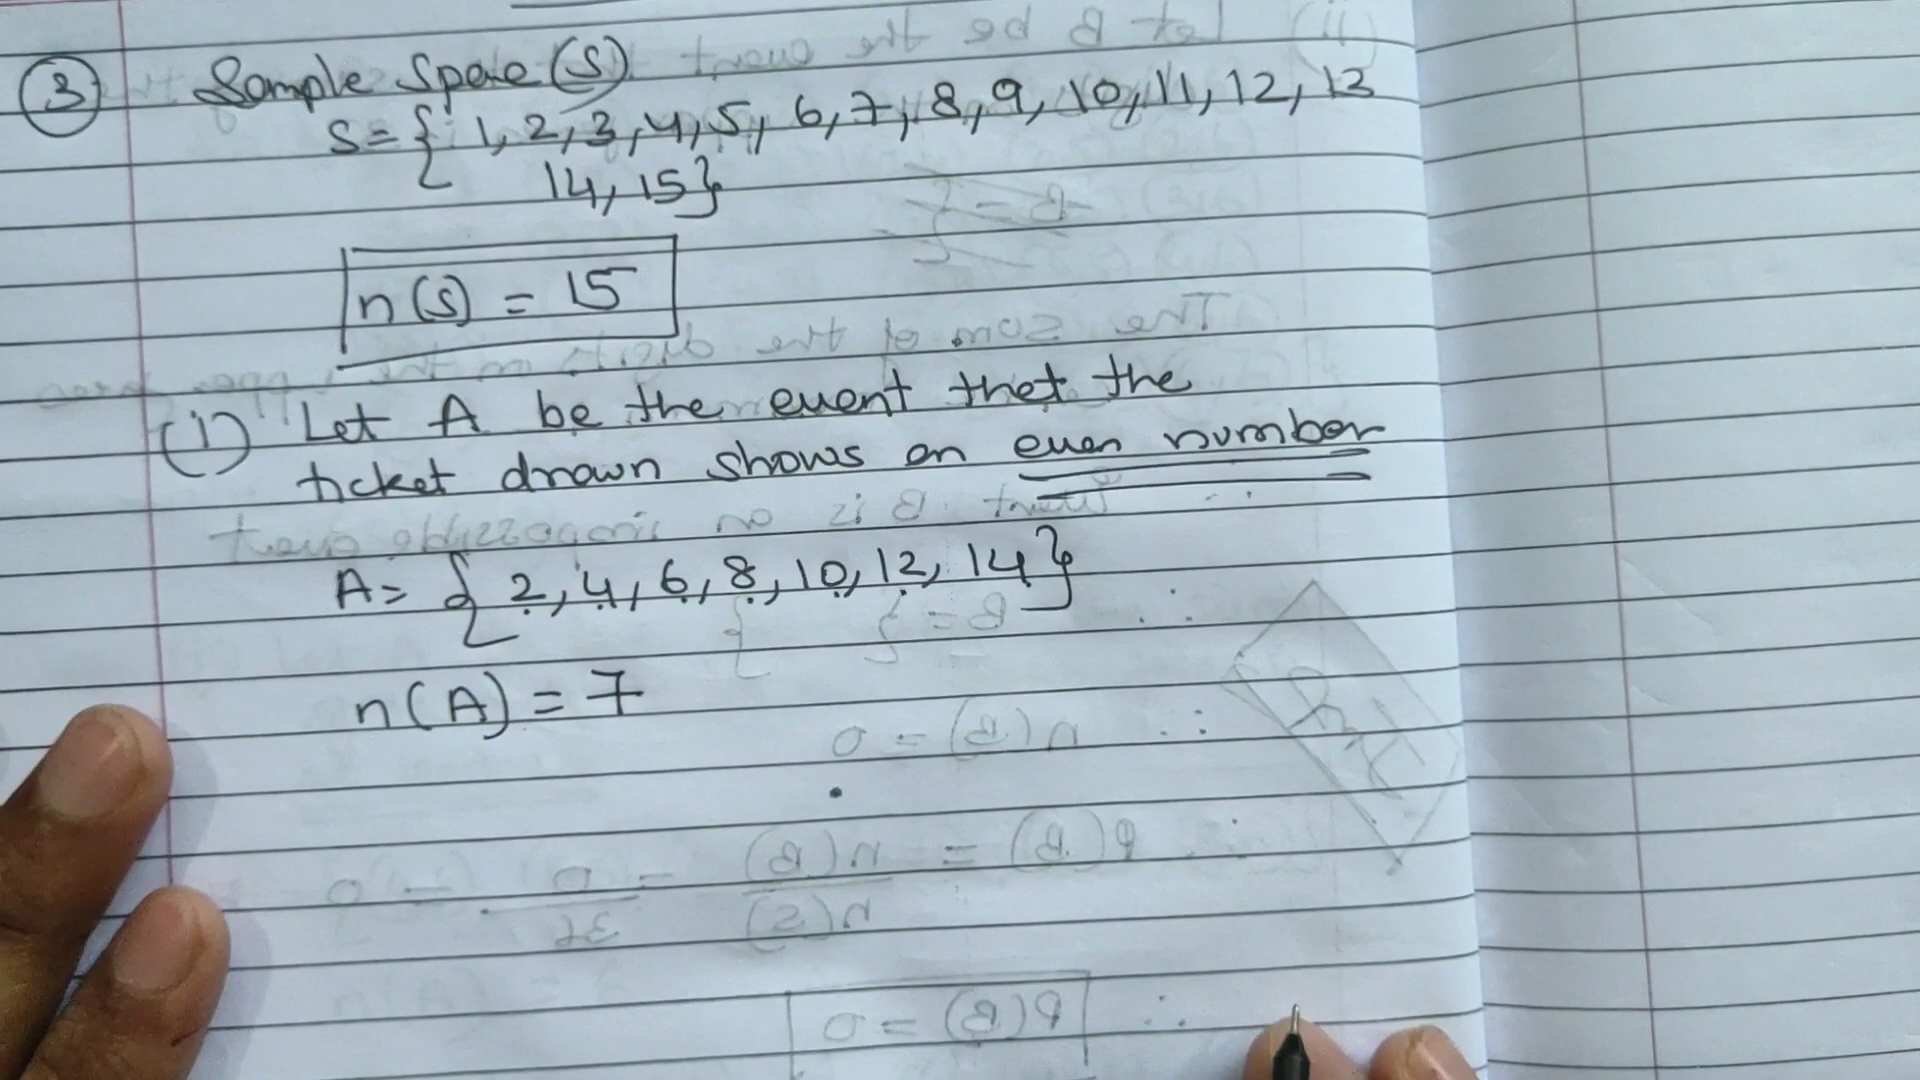 3 Sample Space (S)
S = { 1, 2, 3, 4, 5, 6, 7, 8, 9, 10, 11, 12, 13
14, 15}
n(S) = 15
(i) Let A be the event that the
ticket drawn shows an even number
A = { 2, 4, 6, 8, 10, 12, 14}
n(A) = 7